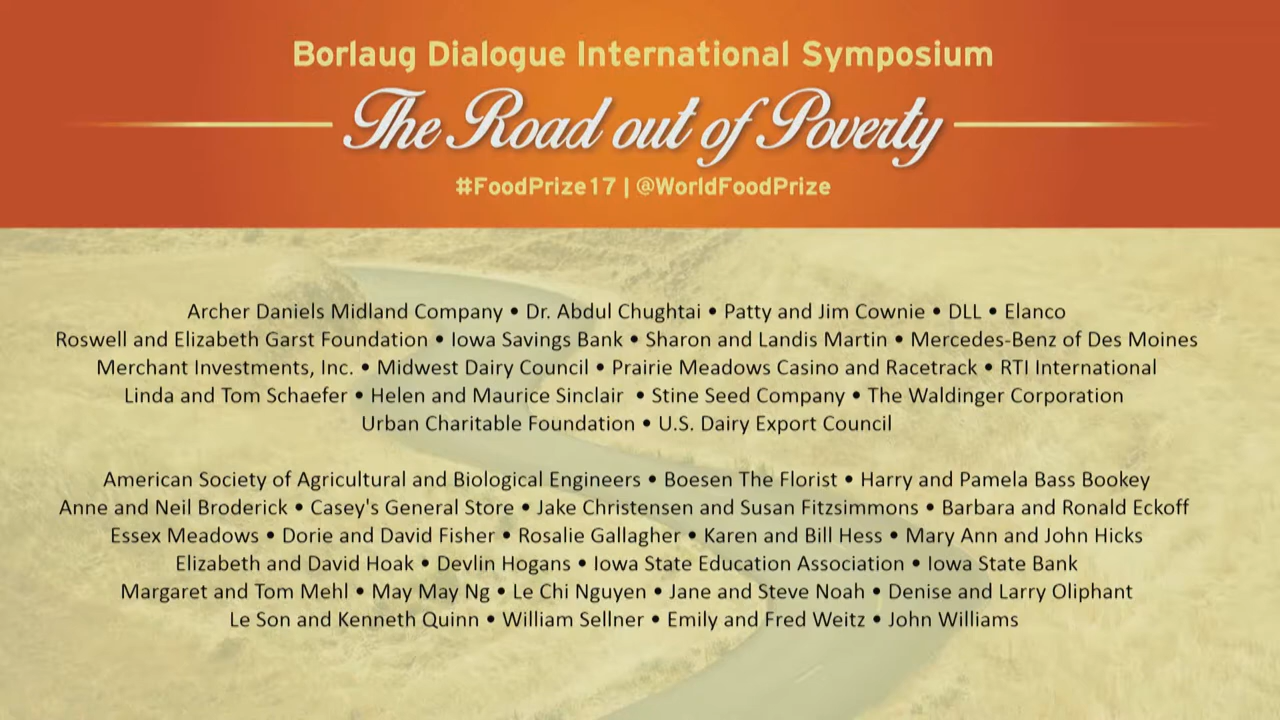 Borlaug Dialogue International Symposium
The Road out of Poverty
#FoodPrize17 | @WorldFoodPrize
Archer Daniels Midland Company • Dr. Abdul Chughtai • Patty and Jim Cownie • DLL • Elanco
Roswell and Elizabeth Garst Foundation • Iowa Savings Bank • Sharon and Landis Martin • Mercedes-Benz of Des Moines
Merchant Investments, Inc. • Midwest Dairy Council • Prairie Meadows Casino and Racetrack • RTI International
Linda and Tom Schaefer • Helen and Maurice Sinclair • Stine Seed Company • The Waldinger Corporation
Urban Charitable Foundation • U.S. Dairy Export Council
American Society of Agricultural and Biological Engineers • Boesen The Florist • Harry and Pamela Bass Bookey
Anne and Neil Broderick • Casey's General Store • Jake Christensen and Susan Fitzsimmons • Barbara and Ronald Eckoff
Essex Meadows • Dorie and David Fisher • Rosalie Gallagher • Karen and Bill Hess • Mary Ann and John Hicks
Elizabeth and David Hoak • Devlin Hogans • Iowa State Education Association • Iowa State Bank
Margaret and Tom Mehl • May May Ng • Le Chi Nguyen • Jane and Steve Noah • Denise and Larry Oliphant
Le Son and Kenneth Quinn • William Sellner • Emily and Fred Weitz • John Williams